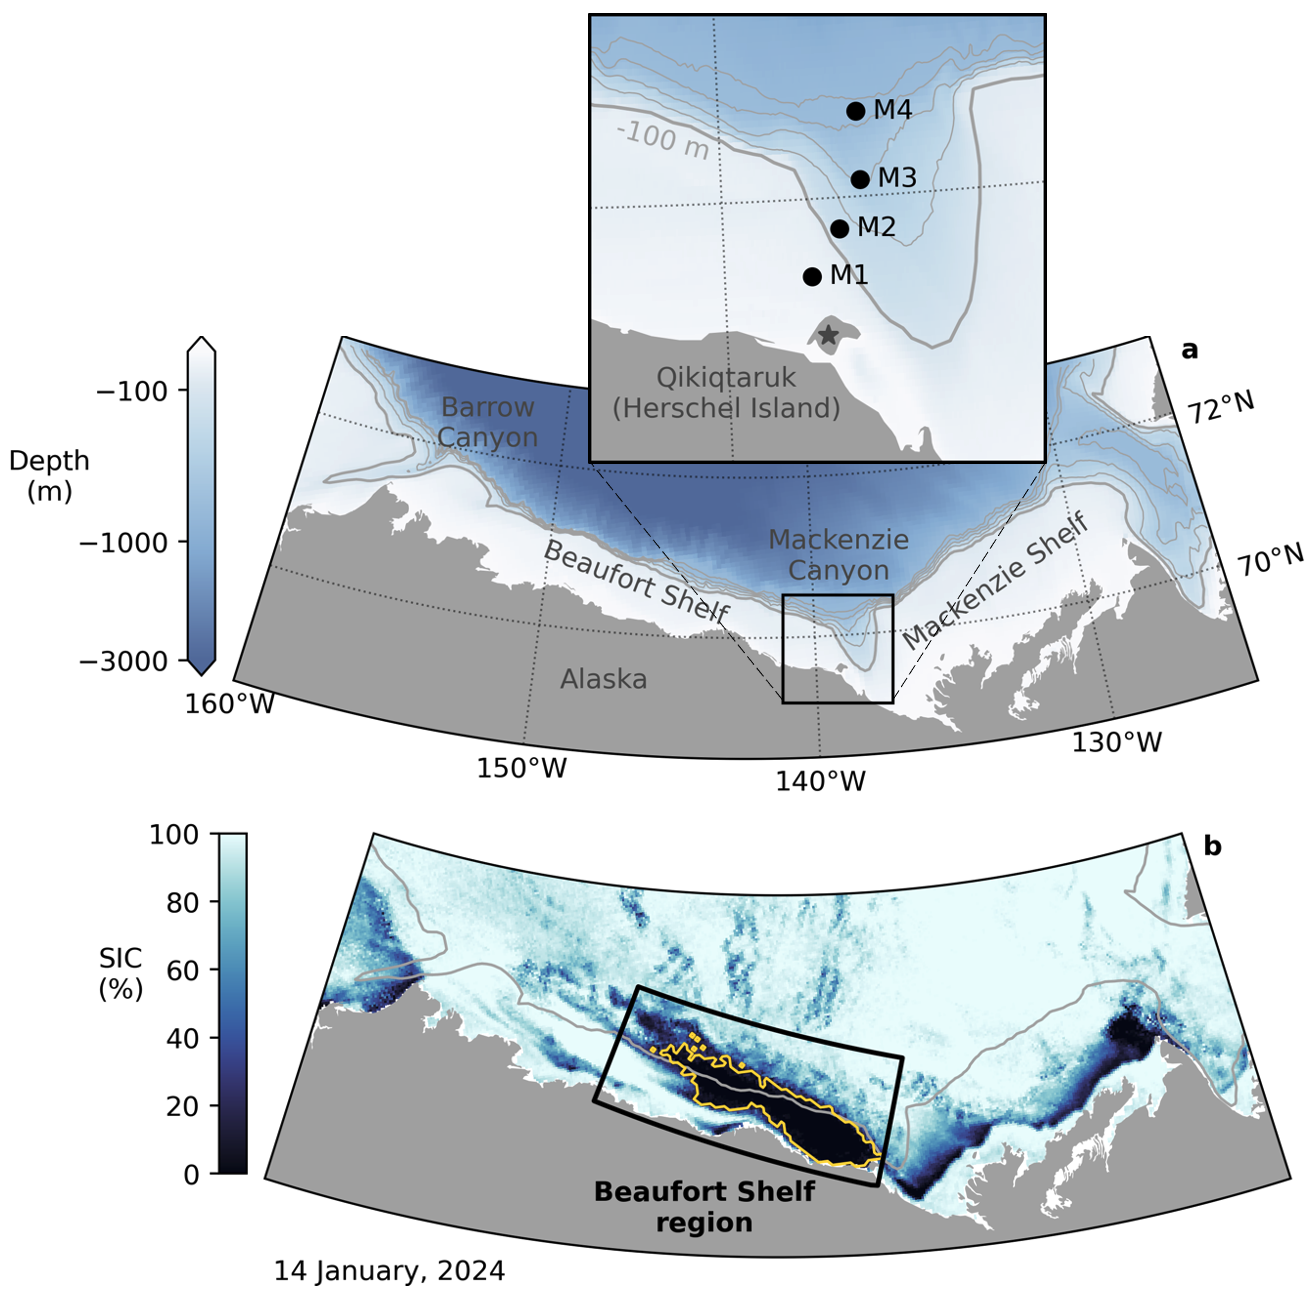 M4
-100 m
M3
M2
M1
Qikiqtaruk
(Herschel Island)
a
72°N
Barrow
Canyon
−100
Depth
(m)
−1000
−3000
Mackenzie
Canyon
Beaufort Shelf
Mackenzie Shelf
70°N
Alaska
160°W
150°W
140°W
130°W
b
100
80
SIC
(%)
60
40
20
0
Beaufort Shelf
region
14 January, 2024